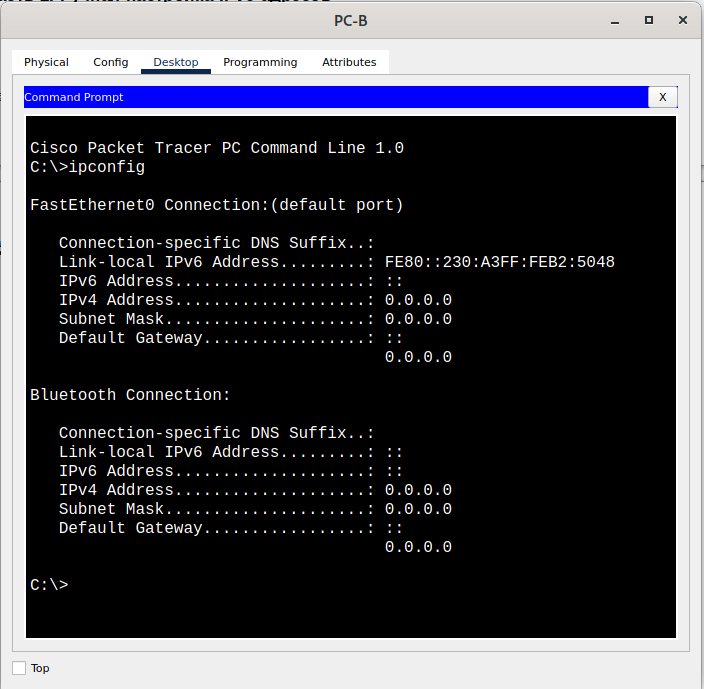 PC-B
Physical Config Desktop Programming Attributes
Command Prompt X
Cisco Packet Tracer PC Command Line 1.0
C:\>ipconfig
FastEthernet0 Connection:(default port)
Connection-specific DNS Suffix..:
Link-local IPv6 Address.........: FE80::230:A3FF:FEB2:5048
IPv6 Address....................: ::
IPv4 Address....................: 0.0.0.0
Subnet Mask.....................: 0.0.0.0
Default Gateway.................: ::
0.0.0.0
Bluetooth Connection:
Connection-specific DNS Suffix..:
Link-local IPv6 Address.........: ::
IPv6 Address....................: ::
IPv4 Address....................: 0.0.0.0
Subnet Mask.....................: 0.0.0.0
Default Gateway.................: ::
0.0.0.0
C:\>
Top